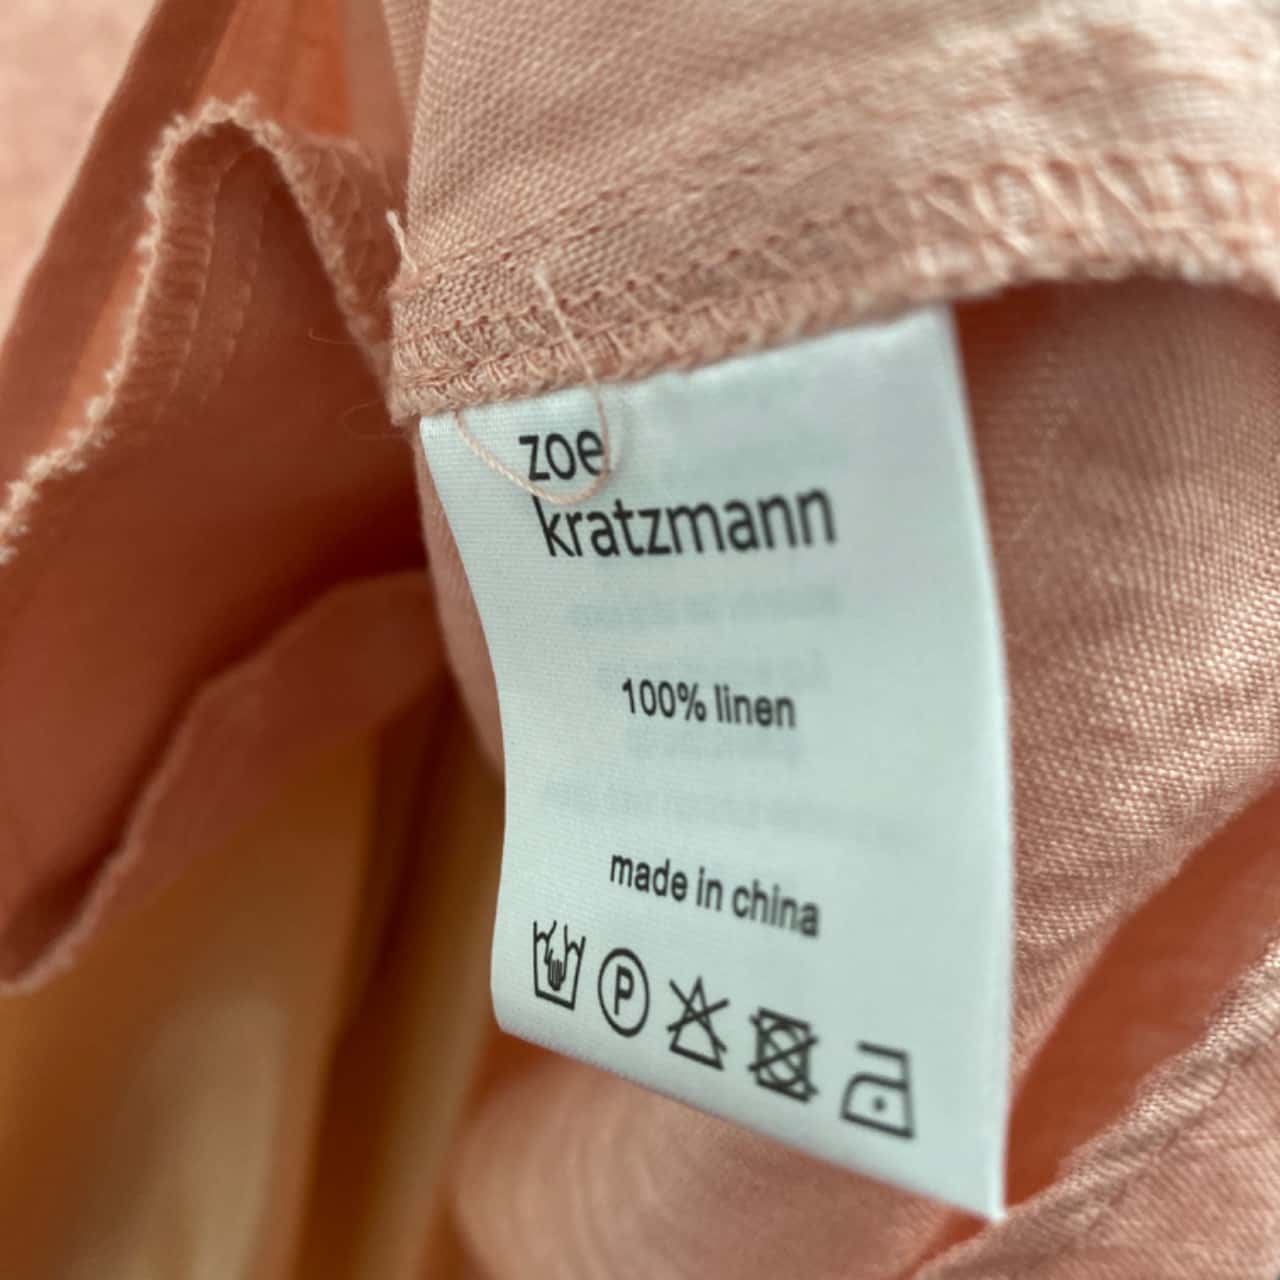 zoe
kratzmann
100% linen
made in china
P